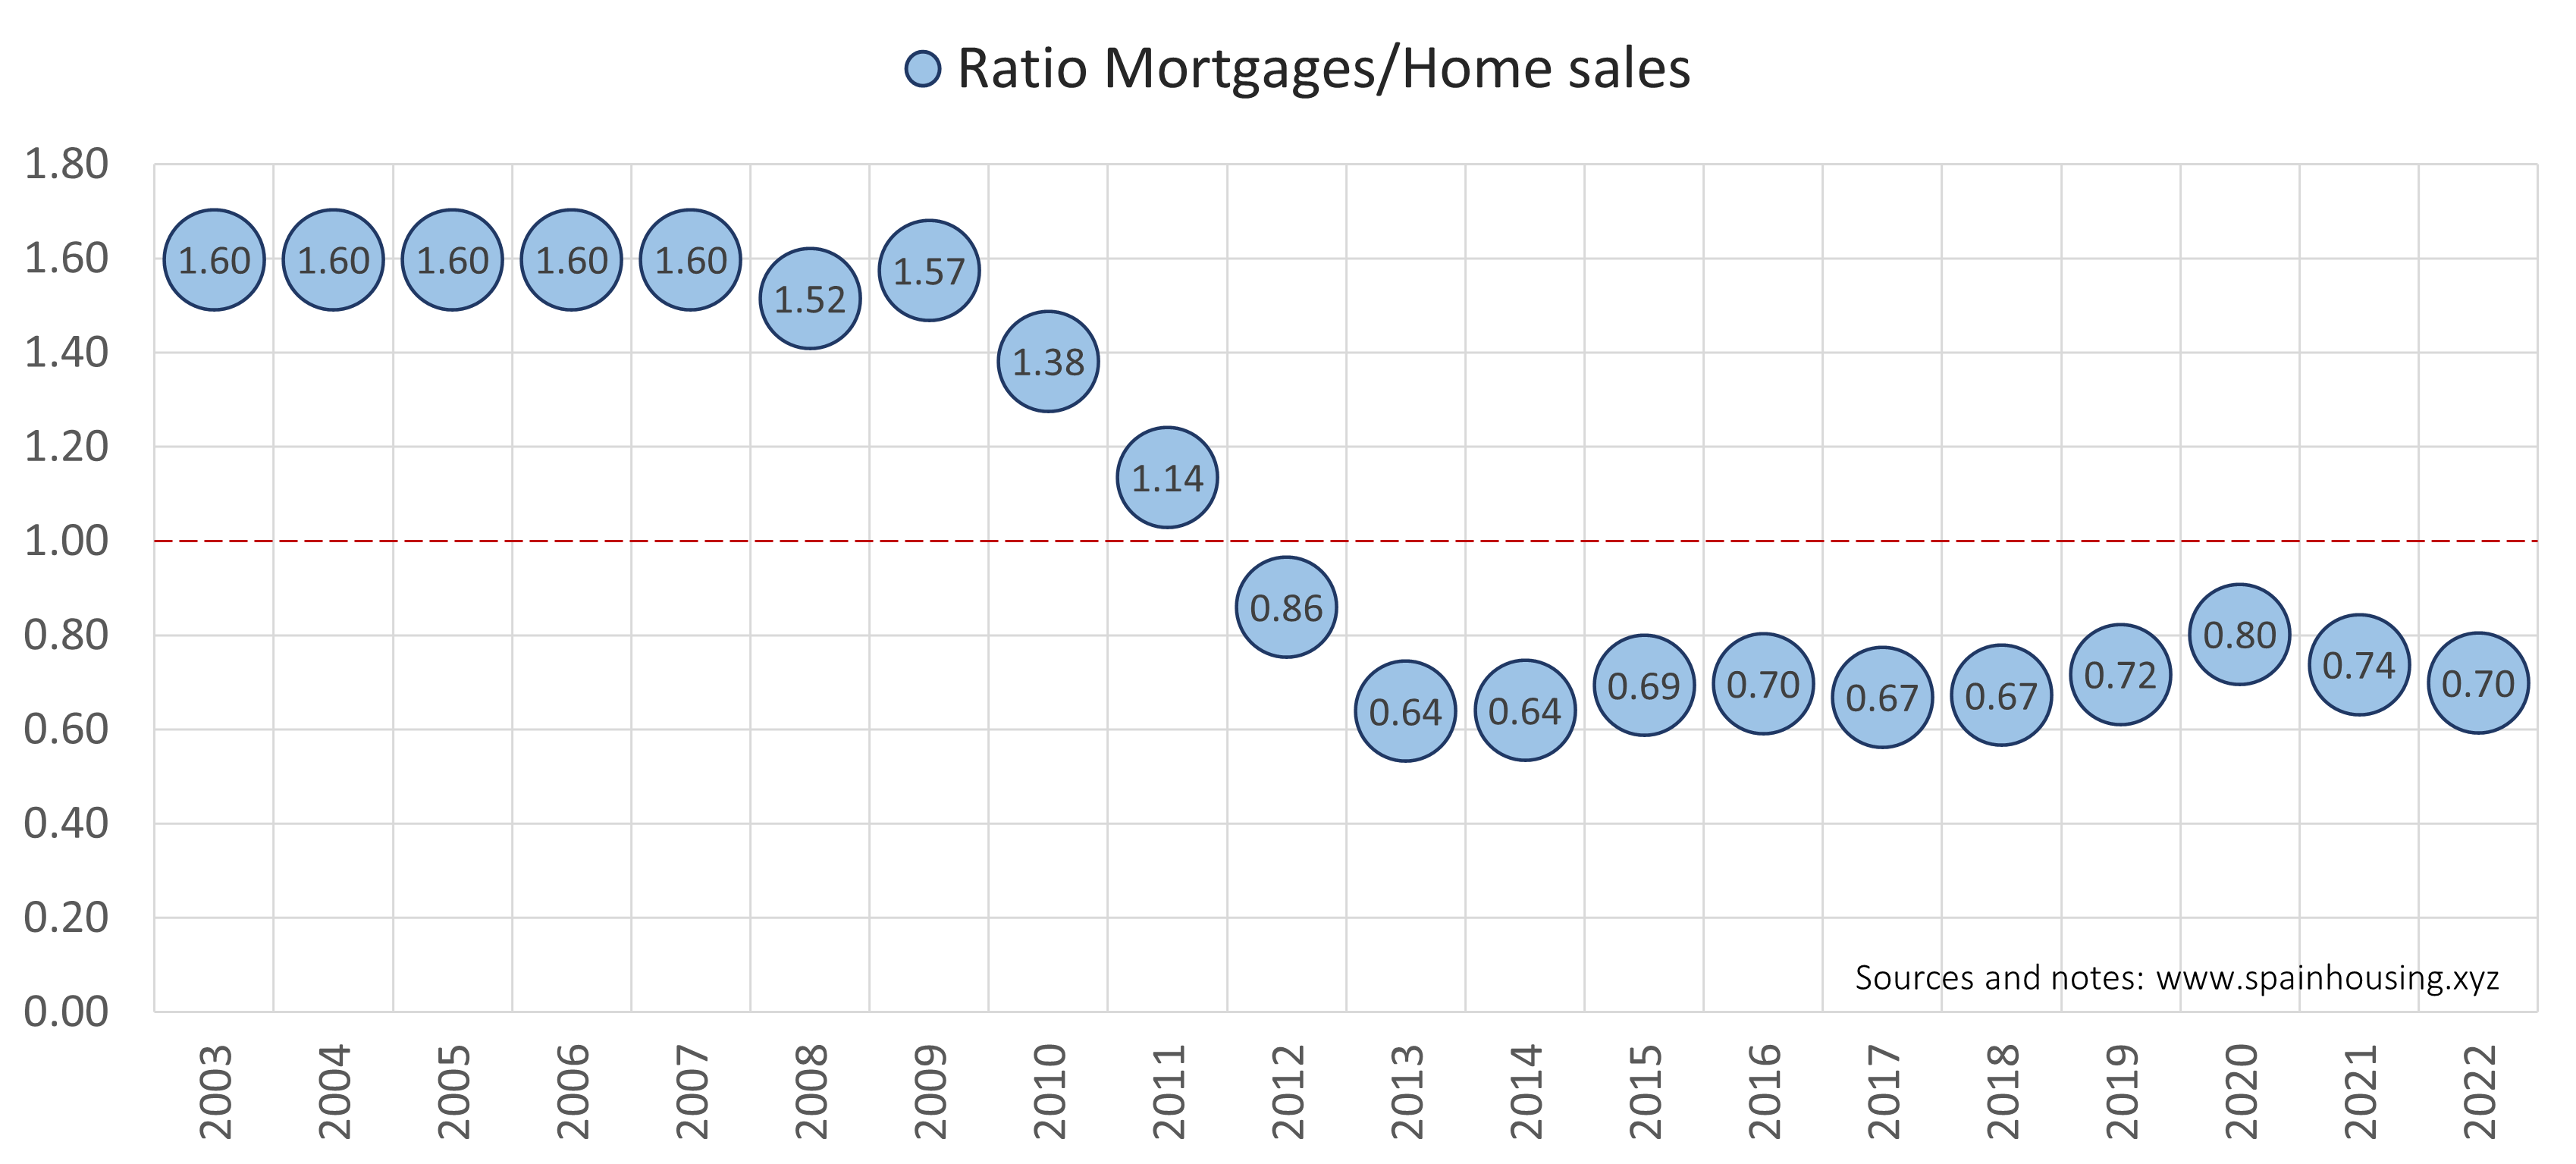 Ratio Mortgages/Home sales
1.80
1.60
1.40
1.20
1.00
0.80
0.60
0.40
0.20
0.00
1.60 1.60 1.60 1.60 1.60 1.52 1.57 1.38 1.14 0.86 0.64 0.64 0.69 0.70 0.67 0.67 0.72 0.80 0.74 0.70
Sources and notes: www.spainhousing.xyz
2003 2004 2005 2006 2007 2008 2009 2010 2011 2012 2013 2014 2015 2016 2017 2018 2019 2020 2021 2022